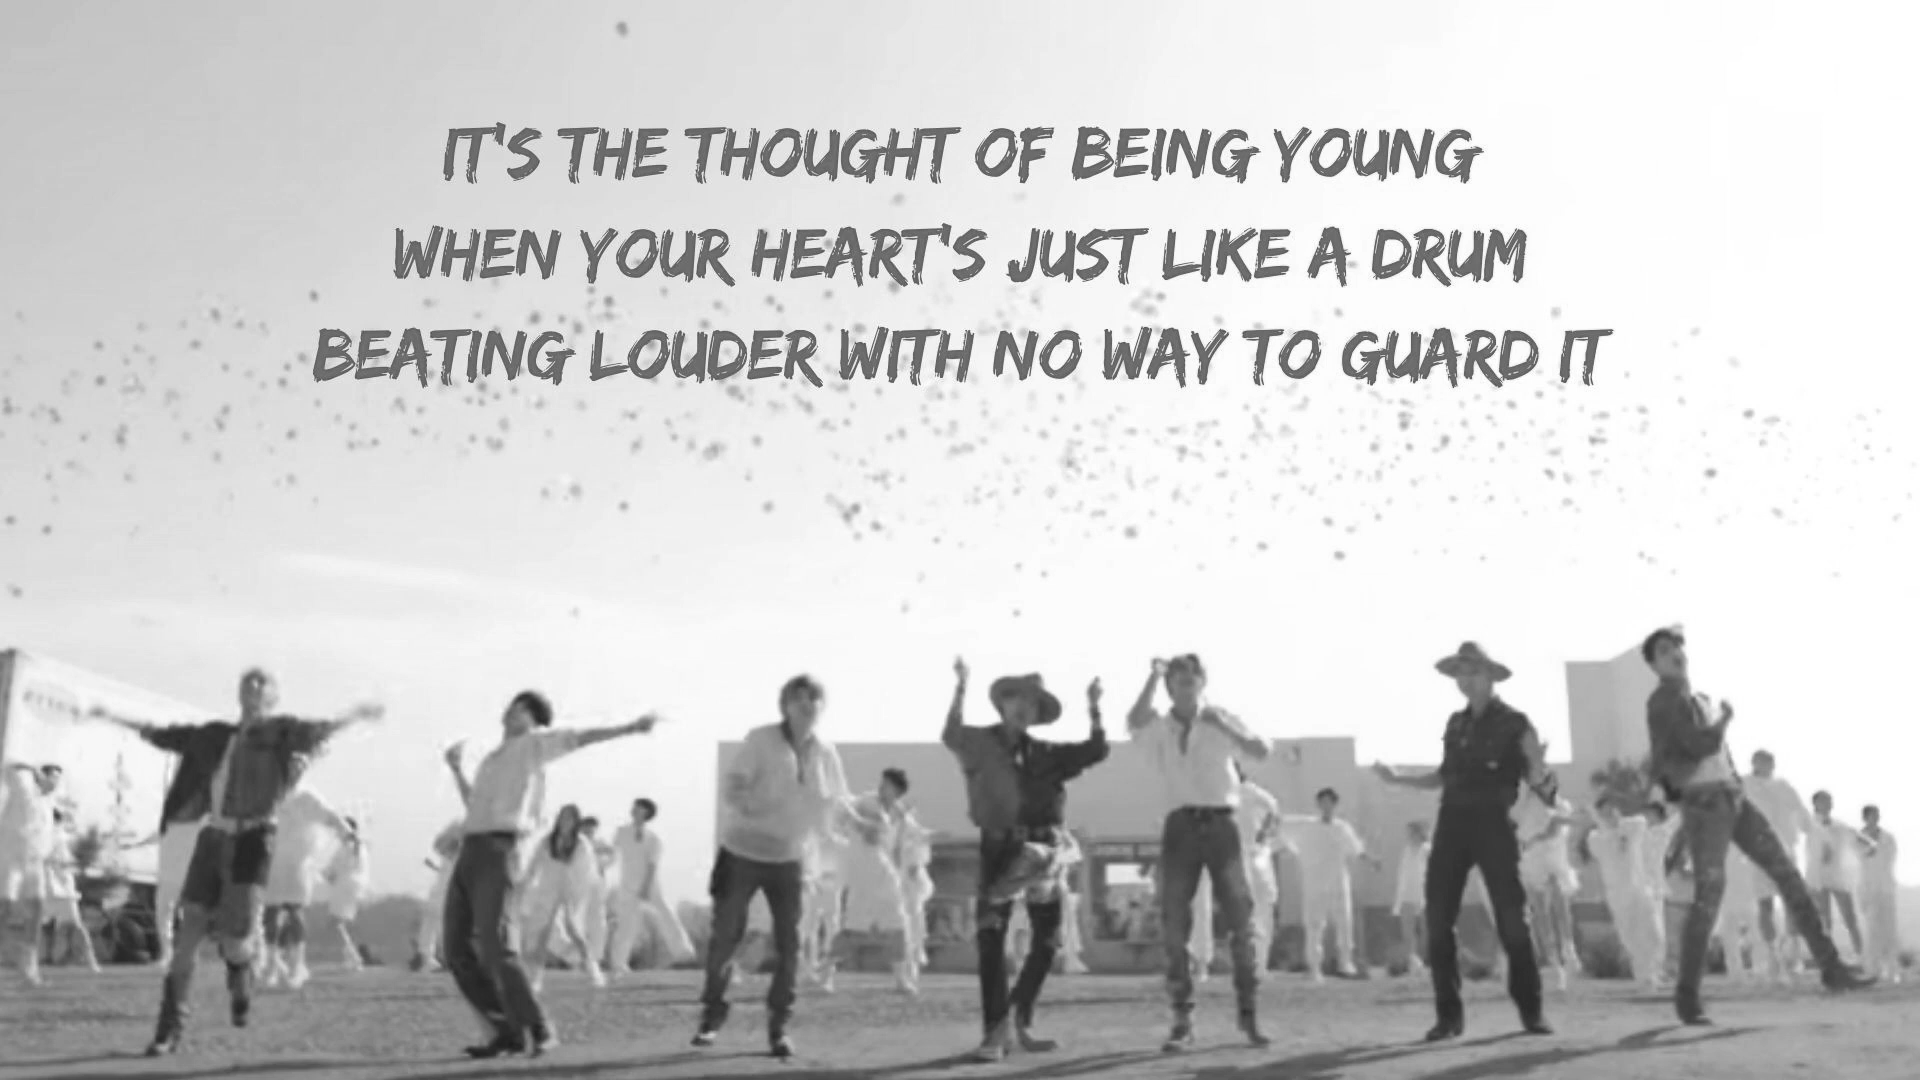 IT'S THE THOUGHT OF BEING YOUNG
WHEN YOUR HEART'S JUST LIKE A DRUM
BEATING LOUDER WITH NO WAY TO GUARD IT